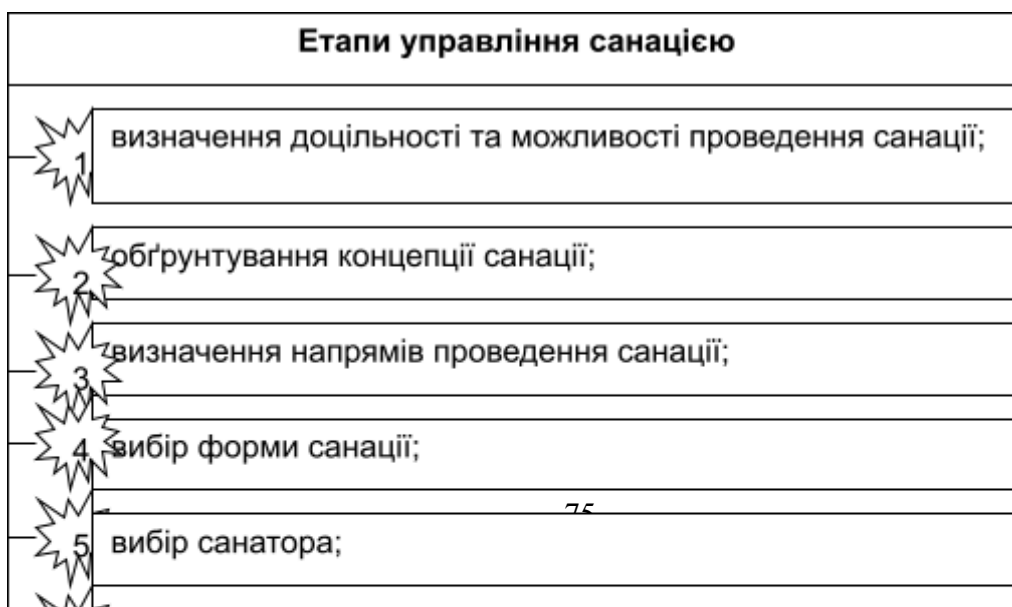 Етапи управління санацією
1 визначення доцільності та можливості проведення санації;
2 обґрунтування концепції санації;
3 визначення напрямів проведення санації;
4 вибір форми санації;
75
5 вибір санатора;